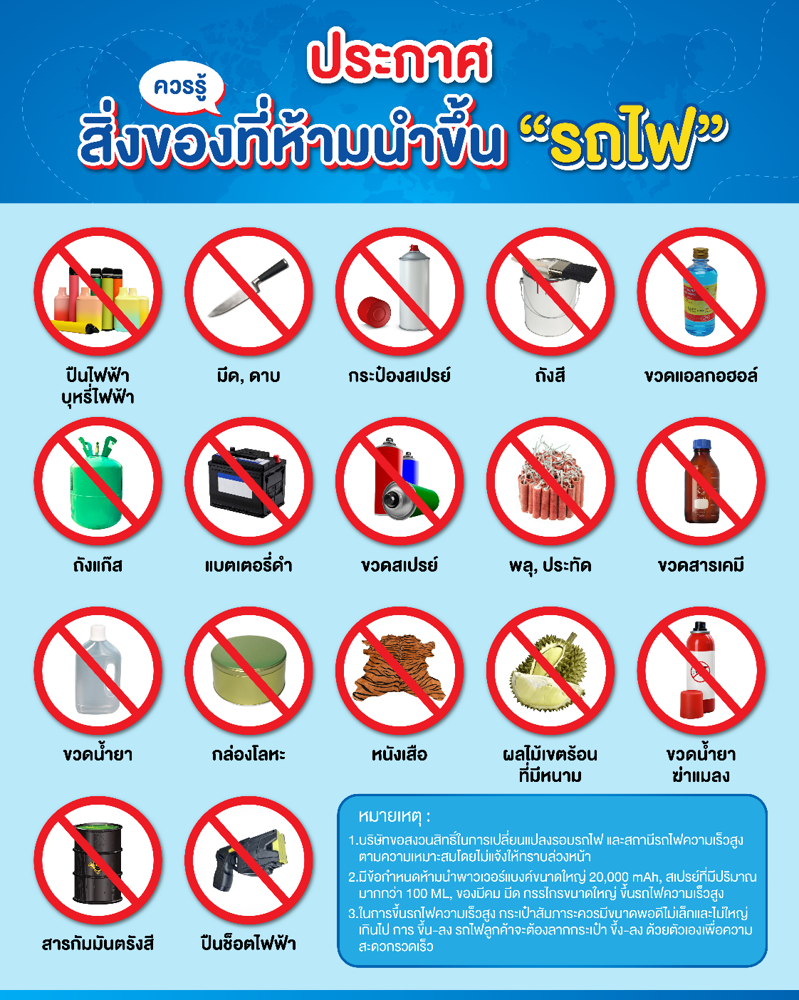 ประกาศ
ควรรู้
สิ่งของที่ห้ามนำขึ้น “รถไฟ”
ปืนไฟฟ้า
บุหรี่ไฟฟ้า
มีด, ดาบ
กระป๋องสเปรย์
ถังสี
ขวดแอลกอฮอล์
ถังแก๊ส
แบตเตอรี่ดำ
ขวดสเปรย์
พลุ, ประทัด
ขวดสารเคมี
ขวดน้ำยา
กล่องโลหะ
หนังเสือ
ผลไม้เขตร้อน
ที่มีหนาม
ขวดน้ำยา
ฆ่าแมลง
สารกัมมันตรังสี
ปืนช็อตไฟฟ้า
หมายเหตุ :
1.บริษัทขอสงวนสิทธิ์ในการเปลี่ยนแปลงรอบรถไฟ และสถานีรถไฟความเร็วสูง
ตามความเหมาะสมโดยไม่แจ้งให้ทราบล่วงหน้า
2.มีข้อกำหนดห้ามนำพาวเวอร์แบงค์ขนาดใหญ่ 20,000 mAh, สเปรย์ที่มีปริมาณ
มากกว่า 100 ML, ของมีคม มีด กรรไกรขนาดใหญ่ ขึ้นรถไฟความเร็วสูง
3.ในการขึ้นรถไฟความเร็วสูง กระเป๋าสัมภาระควรมีขนาดพอดีไม่เล็กและไม่ใหญ่
เกินไป การ ขึ้น-ลง รถไฟลูกค้าจะต้องลากกระเป๋า ขึ้ง-ลง ด้วยตัวเองเพื่อความ
สะดวกรวดเร็ว